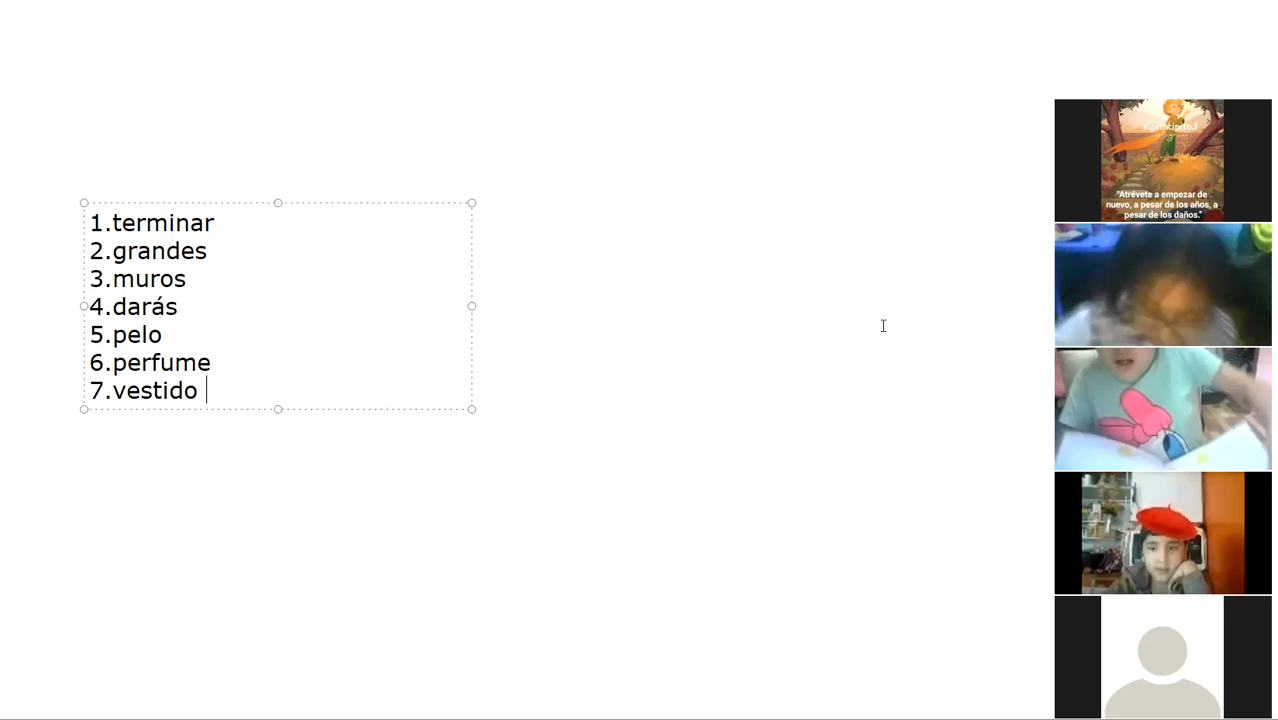 1.terminar
2.grandes
3.muros
4.darás
5.pelo
6.perfume
7.vestido
elprincipito.l
"Atrévete a empezar de
nuevo, a pesar de los años, a
pesar de los daños."